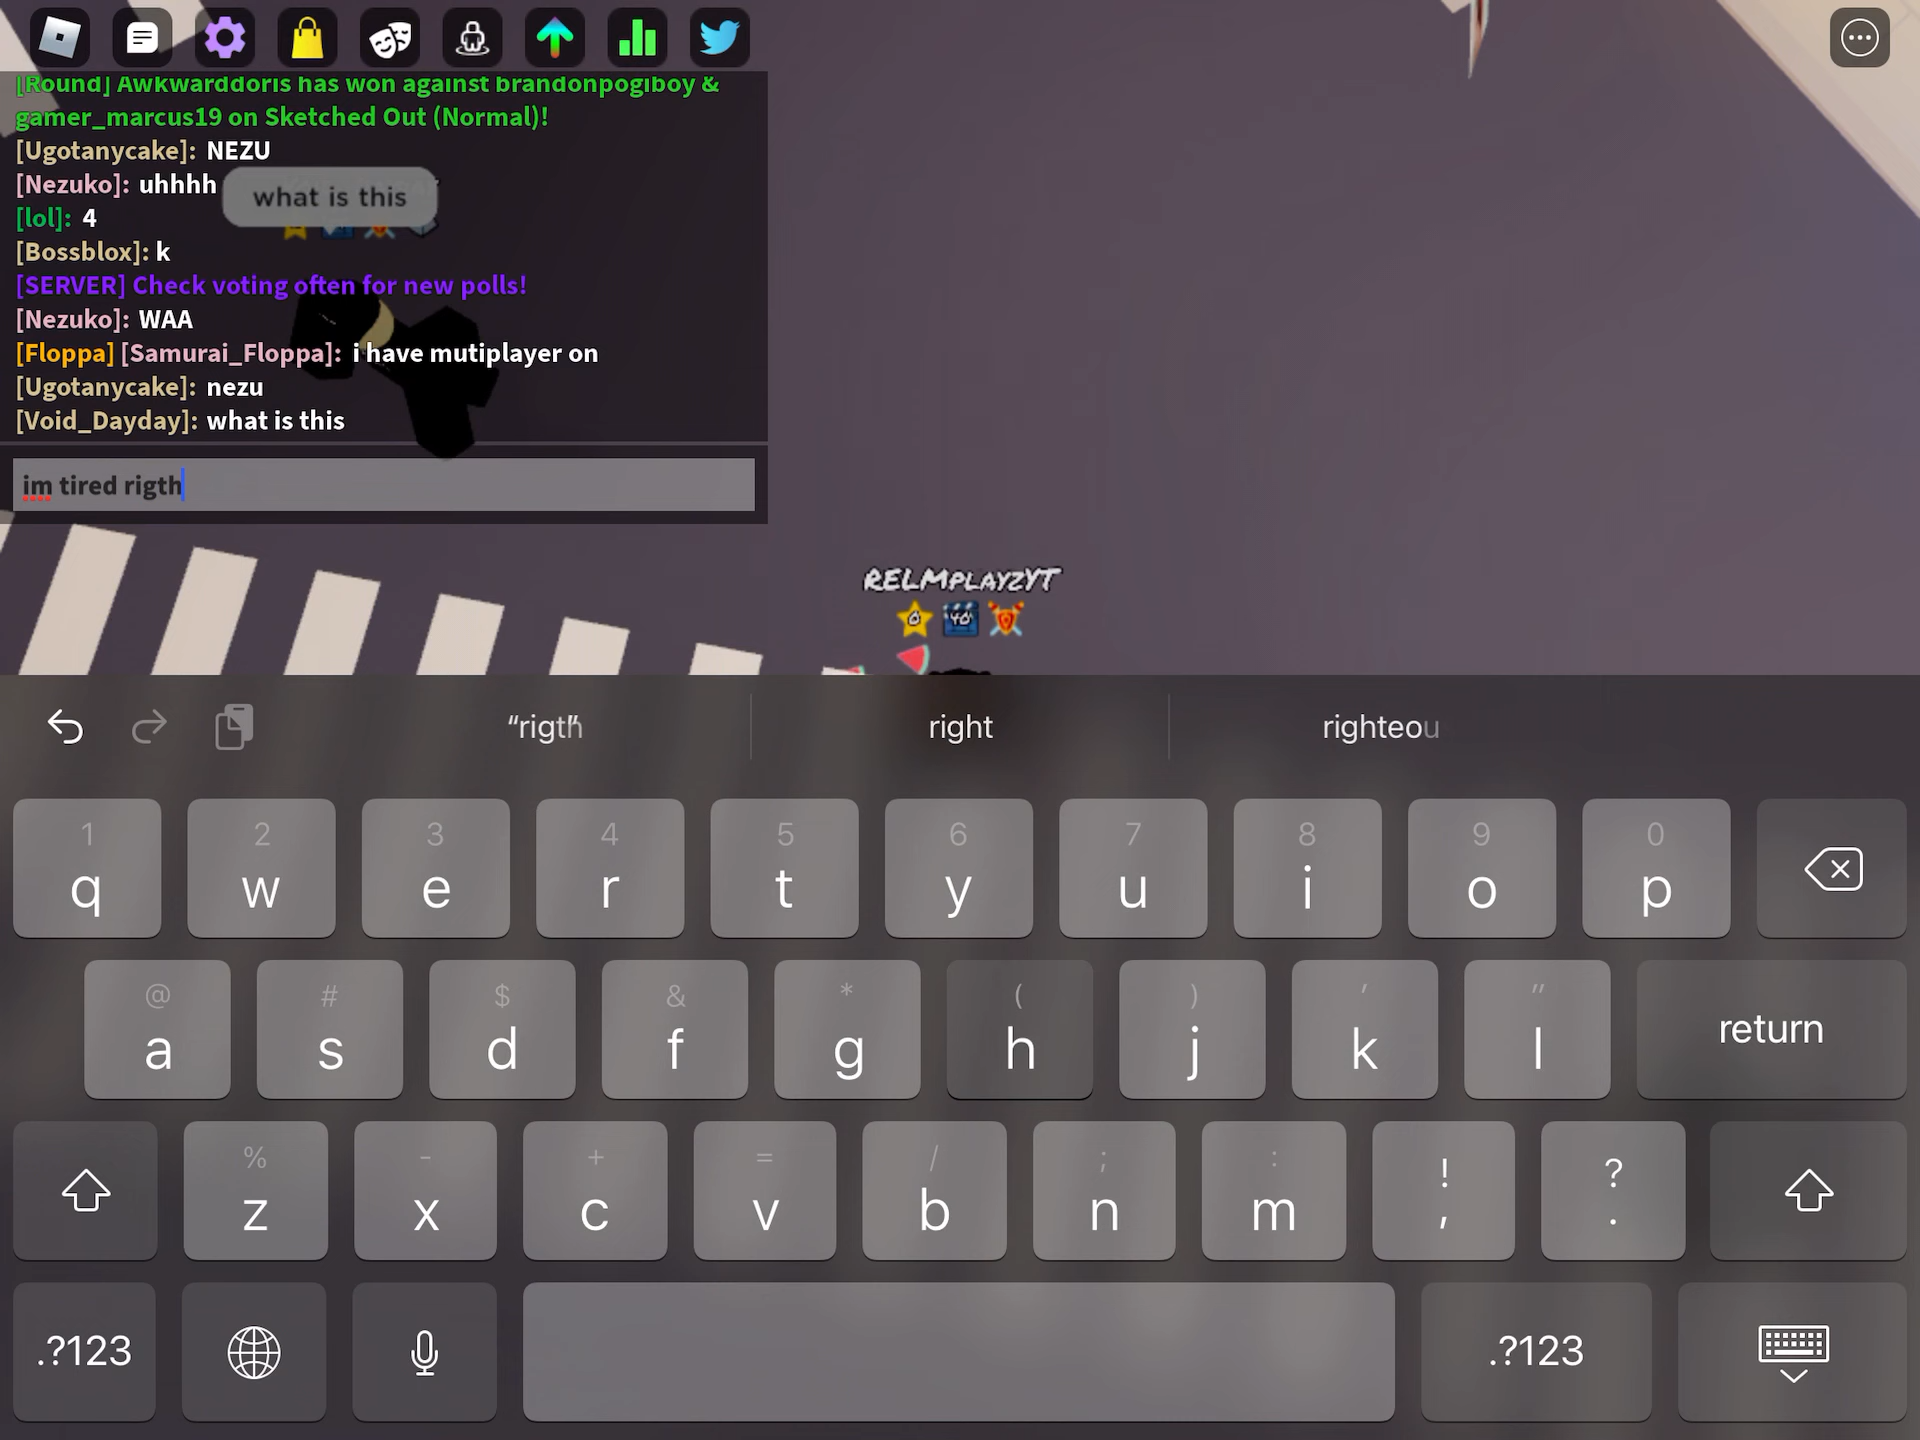 [Round] Awkwarddoris has won against brandonpogiboy &
gamer_marcus19 on Sketched Out (Normal)!
[Ugotanycake]: NEZU
[Nezuko]: uhhhh
what is this
[lol]: 4
[Bossblox]: k
[SERVER] Check voting often for new polls!
[Nezuko]: WAA
[Floppa] [Samurai_Floppa]: i have mutiplayer on
[Ugotanycake]: nezu
[Void_Dayday]: what is this
im tired rigth
RELMPLAYZYT
0 40
“rigth” right righteou
1 2 3 4 5 6 7 8 9 0
q w e r t y u i o p
@ # $ & * ( ) ' "
a s d f g h j k l return
% - + = / ; : ! ?
z x c v b n m , .
.?123 .?123